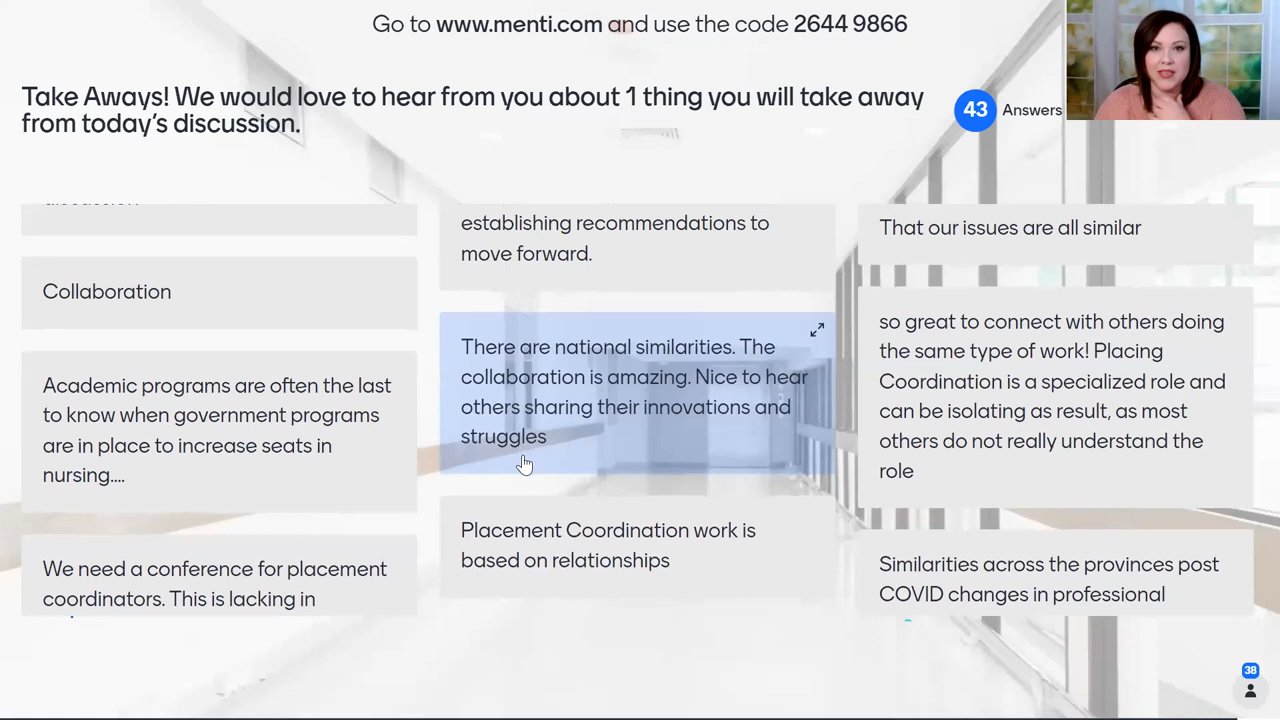 Go to www.menti.com and use the code 2644 9866
Take Aways! We would love to hear from you about 1 thing you will take away
from today's discussion.
43 Answers
discussion
Collaboration
Academic programs are often the last
to know when government programs
are in place to increase seats in
nursing....
We need a conference for placement
coordinators. This is lacking in
establishing recommendations to
move forward.
There are national similarities. The
collaboration is amazing. Nice to hear
others sharing their innovations and
struggles
Placement Coordination work is
based on relationships
That our issues are all similar
so great to connect with others doing
the same type of work! Placing
Coordination is a specialized role and
can be isolating as result, as most
others do not really understand the
role
Similarities across the provinces post
COVID changes in professional
38